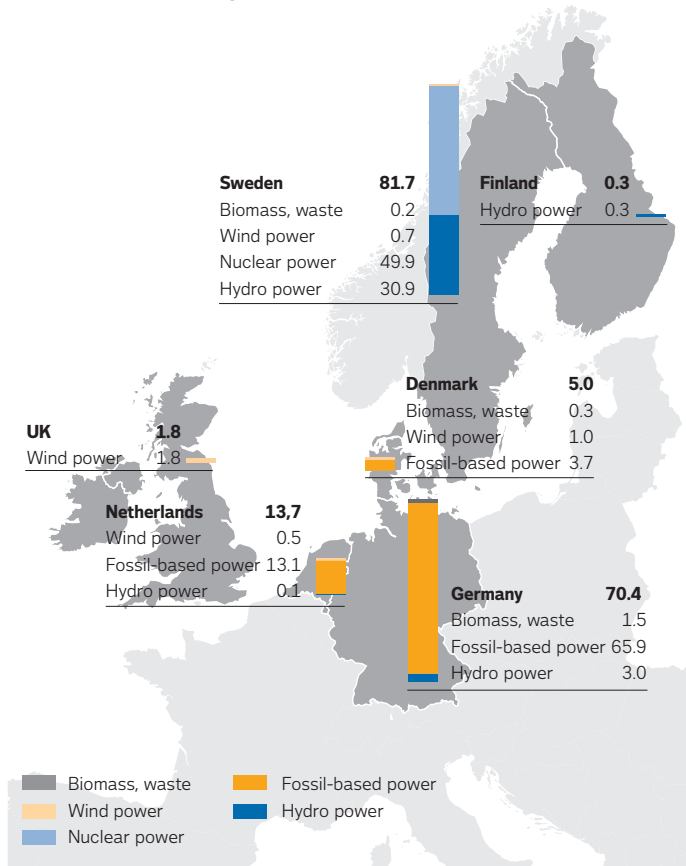 Sweden 81.7
Biomass, waste 0.2
Wind power 0.7
Nuclear power 49.9
Hydro power 30.9
Finland 0.3
Hydro power 0.3
Denmark 5.0
Biomass, waste 0.3
Wind power 1.0
Fossil-based power 3.7
UK 1.8
Wind power 1.8
Netherlands 13,7
Wind power 0.5
Fossil-based power 13.1
Hydro power 0.1
Germany 70.4
Biomass, waste 1.5
Fossil-based power 65.9
Hydro power 3.0
Biomass, waste
Wind power
Nuclear power
Fossil-based power
Hydro power